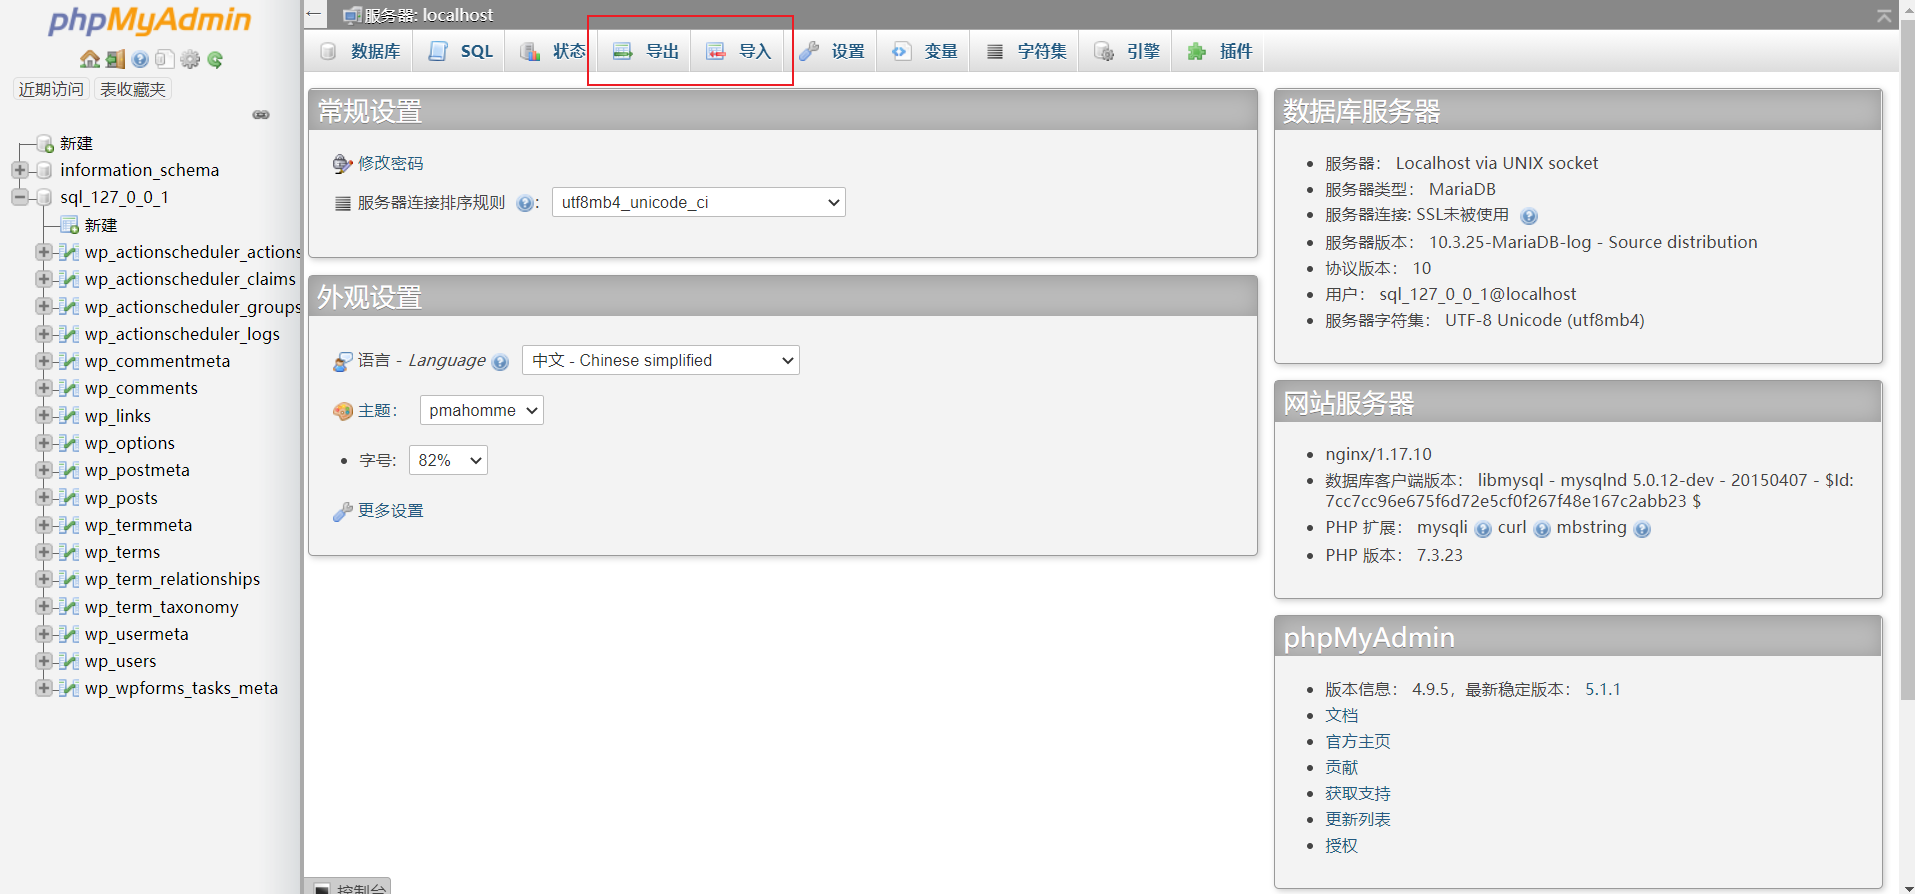 phpMyAdmin
近期访问 表收藏夹
新建
information_schema
sql_127_0_0_1
新建
wp_actionscheduler_actions
wp_actionscheduler_claims
wp_actionscheduler_groups
wp_actionscheduler_logs
wp_commentmeta
wp_comments
wp_links
wp_options
wp_postmeta
wp_posts
wp_termmeta
wp_terms
wp_term_relationships
wp_term_taxonomy
wp_usermeta
wp_users
wp_wpforms_tasks_meta
服务器: localhost
数据库 SQL 状态 导出 导入 设置 变量 字符集 引擎 插件
常规设置
修改密码
服务器连接排序规则 : utf8mb4_unicode_ci
外观设置
语言 - Language 中文 - Chinese simplified
主题： pmahomme
字号: 82%
更多设置
控制台
数据库服务器
服务器： Localhost via UNIX socket
服务器类型： MariaDB
服务器连接: SSL未被使用
服务器版本： 10.3.25-MariaDB-log - Source distribution
协议版本： 10
用户： sql_127_0_0_1@localhost
服务器字符集： UTF-8 Unicode (utf8mb4)
网站服务器
nginx/1.17.10
数据库客户端版本： libmysql - mysqlnd 5.0.12-dev - 20150407 - $Id:
7cc7cc96e675f6d72e5cf0f267f48e167c2abb23 $
PHP 扩展： mysqli curl mbstring
PHP 版本： 7.3.23
phpMyAdmin
版本信息： 4.9.5，最新稳定版本： 5.1.1
文档
官方主页
贡献
获取支持
更新列表
授权